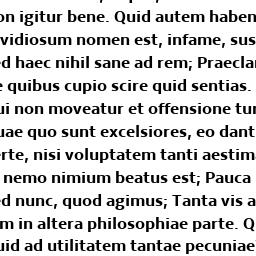 on igitur bene. Quid autem haben
vidiosum nomen est, infame, sus
ed haec nihil sane ad rem; Praeclar
e quibus cupio scire quid sentias.
ui non moveatur et offensione tur
uae quo sunt excelsiores, eo dant
erte, nisi voluptatem tanti aestima
nemo nimium beatus est; Pauca
ed nunc, quod agimus; Tanta vis a
m in altera philosophiae parte. Q
uid ad utilitatem tantae pecuniae